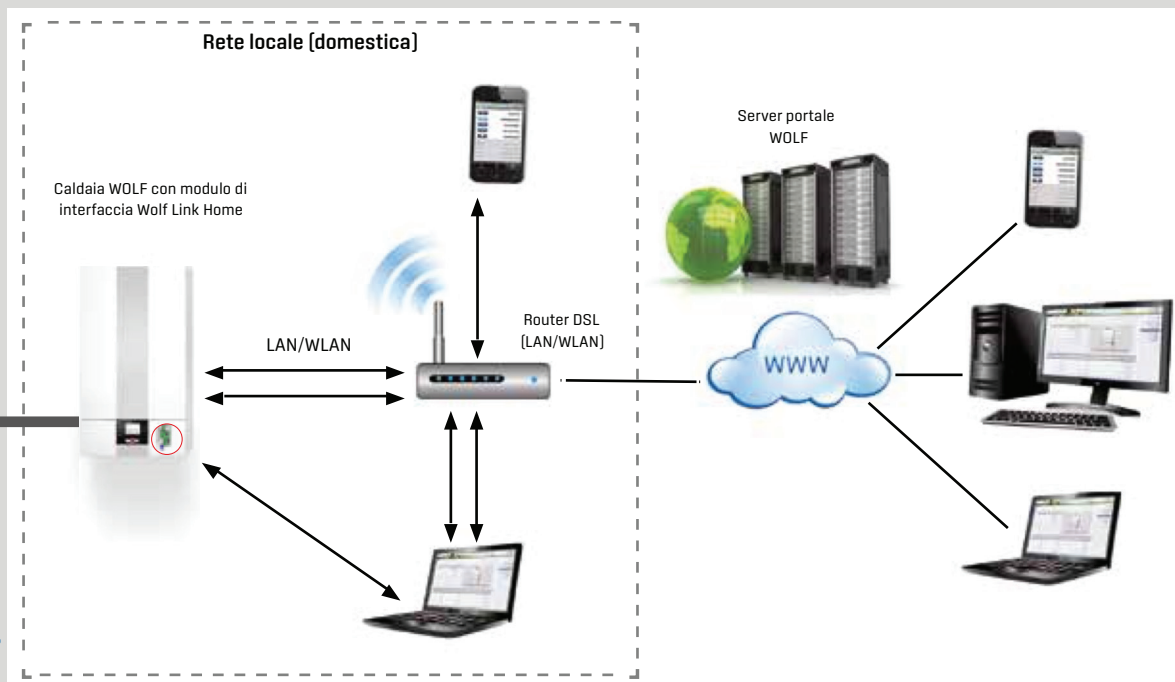 Rete locale (domestica)
Server portale
WOLF
Caldaia WOLF con modulo di
interfaccia Wolf Link Home
Router DSL
(LAN/WLAN)
LAN/WLAN
WWW